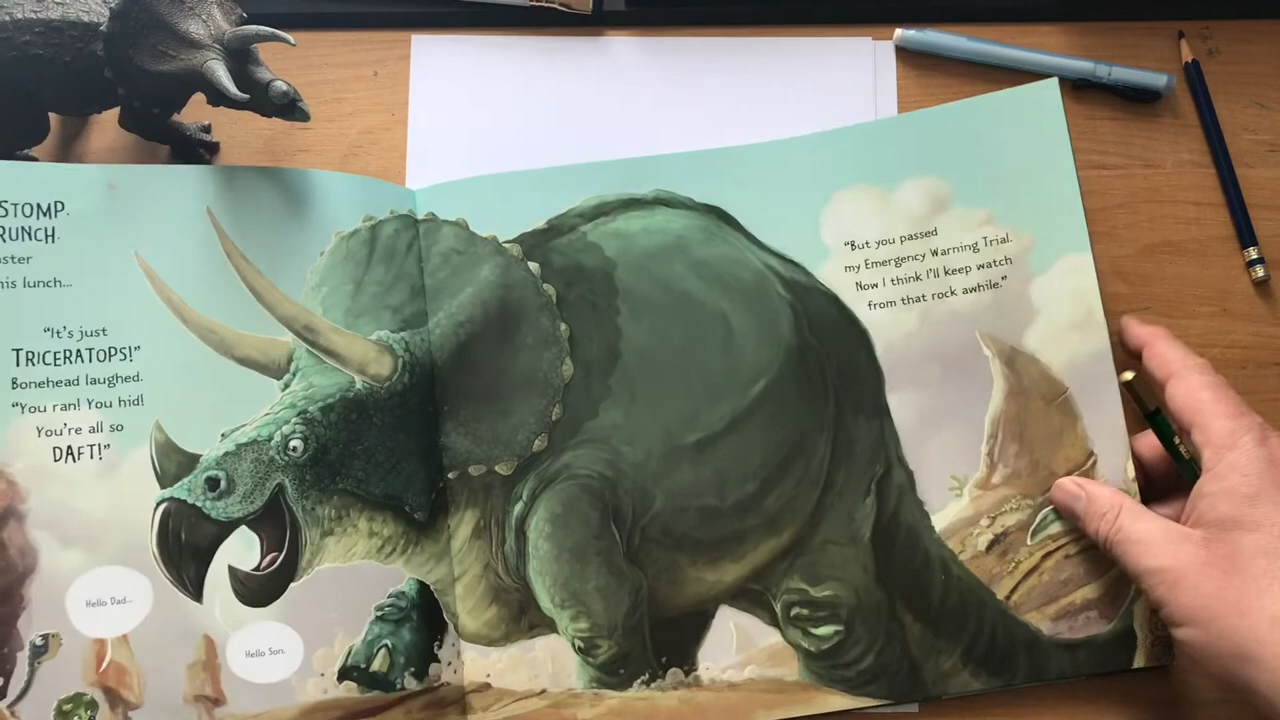 STOMP.
RUNCH.
aster
his lunch...
"It's just
TRICERATOPS!"
Bonehead laughed.
"You ran! You hid!
You're all so
DAFT!"
Hello Dad...
Hello Son.
"But you passed
my Emergency Warning Trial.
Now I think I'll keep watch
from that rock awhile."